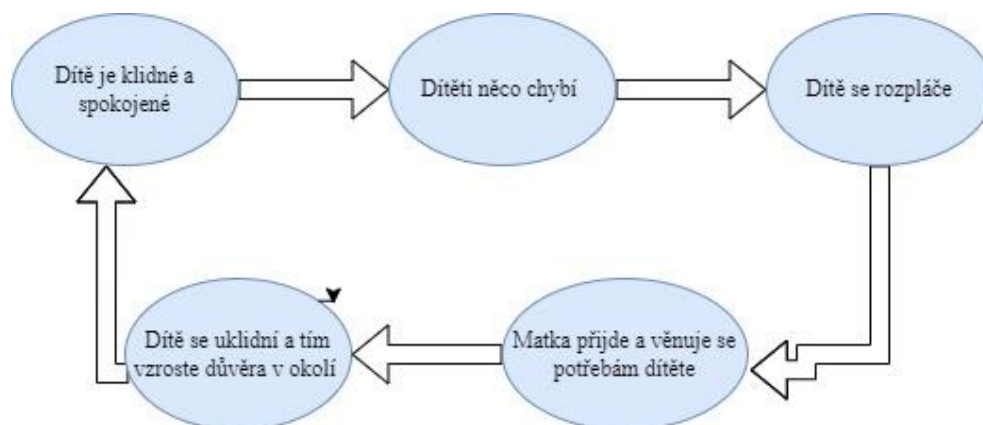 Dítě je klidné a
spokojené
Dítěti něco chybí
Dítě se rozpláče
Matka přijde a věnuje se
potřebám dítěte
Dítě se uklidní a tím
vzroste důvěra v okolí